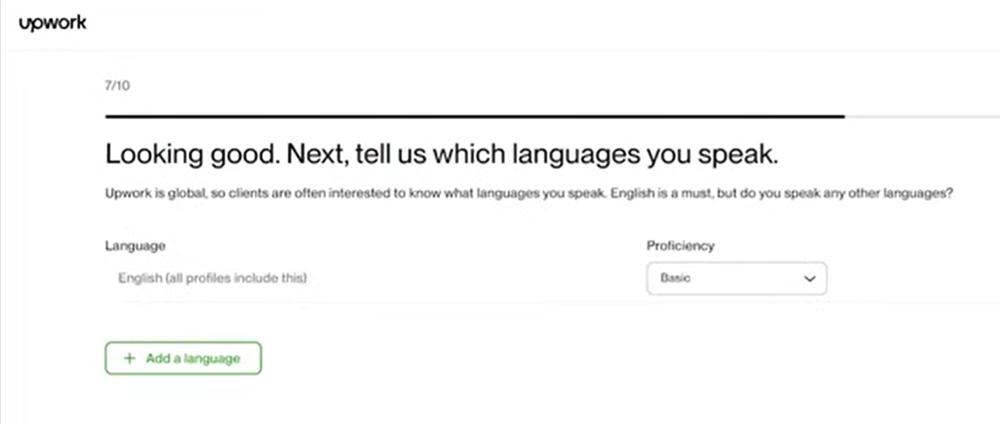 upwork
7/10
Looking good. Next, tell us which languages you speak.
Upwork is global, so clients are often interested to know what languages you speak. English is a must, but do you speak any other languages?
Language
Proficiency
English (all profiles include this)
Basic
+ Add a language